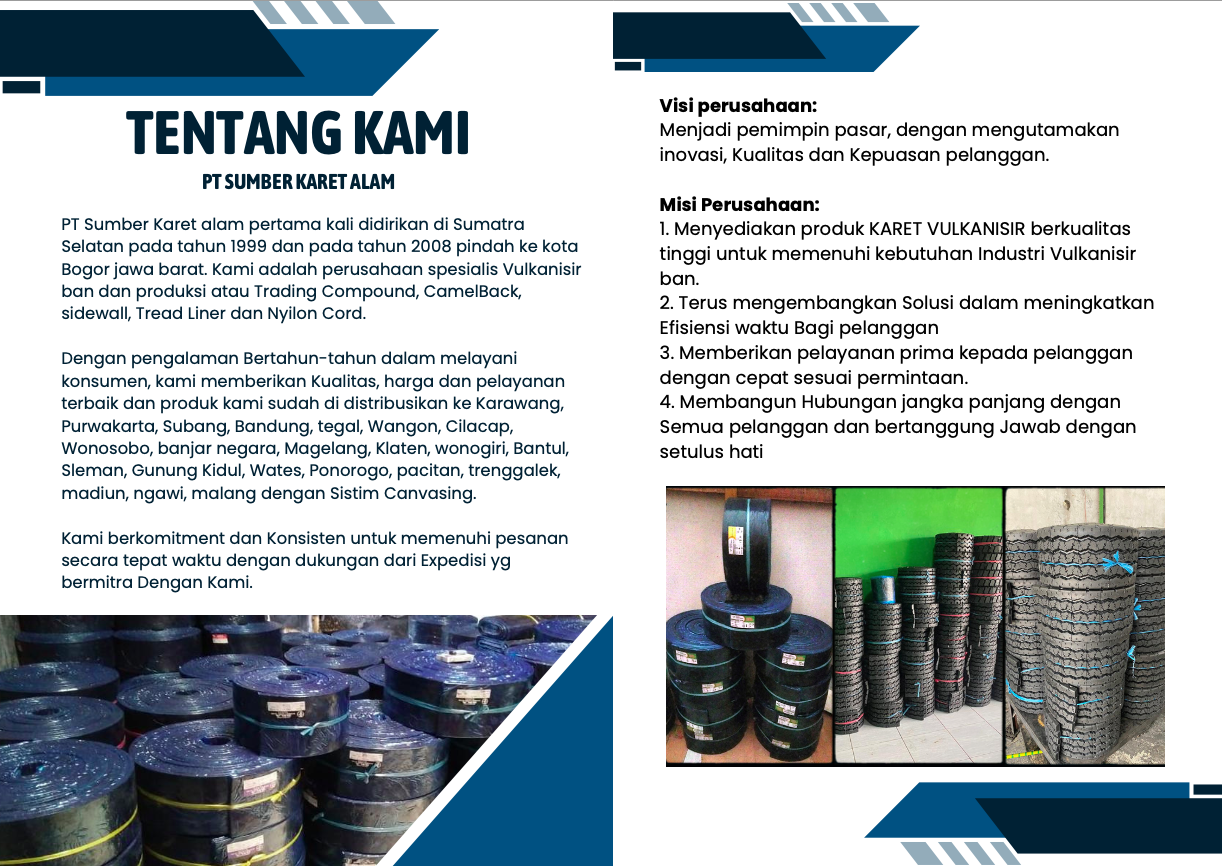 TENTANG KAMI
PT SUMBER KARET ALAM
PT Sumber Karet alam pertama kali didirikan di Sumatra
Selatan pada tahun 1999 dan pada tahun 2008 pindah ke kota
Bogor jawa barat. Kami adalah perusahaan spesialis Vulkanisir
ban dan produksi atau Trading Compound, CamelBack,
sidewall, Tread Liner dan Nyilon Cord.
Dengan pengalaman Bertahun-tahun dalam melayani
konsumen, kami memberikan Kualitas, harga dan pelayanan
terbaik dan produk kami sudah di distribusikan ke Karawang,
Purwakarta, Subang, Bandung, tegal, Wangon, Cilacap,
Wonosobo, banjar negara, Magelang, Klaten, wonogiri, Bantul,
Sleman, Gunung Kidul, Wates, Ponorogo, pacitan, trenggalek,
madiun, ngawi, malang dengan Sistim Canvasing.
Kami berkomitment dan Konsisten untuk memenuhi pesanan
secara tepat waktu dengan dukungan dari Expedisi yg
bermitra Dengan Kami.
Visi perusahaan:
Menjadi pemimpin pasar, dengan mengutamakan
inovasi, Kualitas dan Kepuasan pelanggan.
Misi Perusahaan:
1. Menyediakan produk KARET VULKANISIR berkualitas
tinggi untuk memenuhi kebutuhan Industri Vulkanisir
ban.
2. Terus mengembangkan Solusi dalam meningkatkan
Efisiensi waktu Bagi pelanggan
3. Memberikan pelayanan prima kepada pelanggan
dengan cepat sesuai permintaan.
4. Membangun Hubungan jangka panjang dengan
Semua pelanggan dan bertanggung Jawab dengan
setulus hati